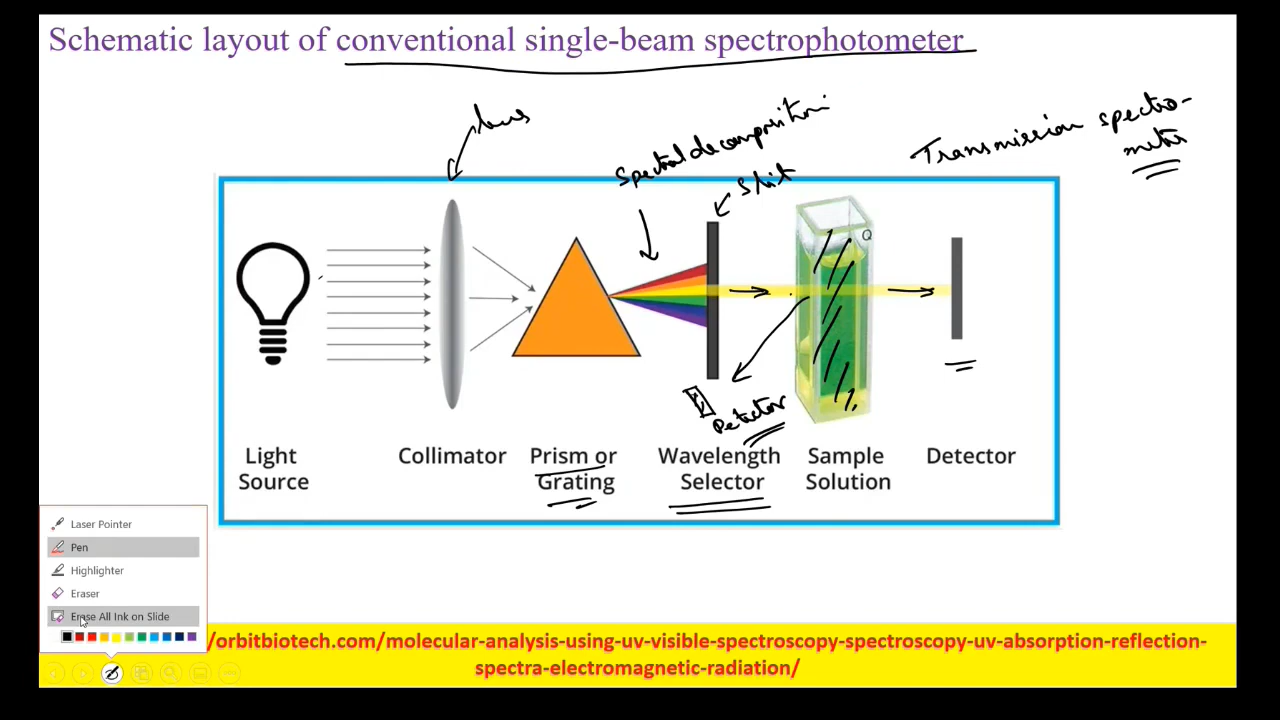 Schematic layout of conventional single-beam spectrophotometer
lens
Spectral decomposition
Slit
Transmission spectro-
meter
Q
Detector
Light
Source
Collimator
Prism or
Grating
Wavelength
Selector
Sample
Solution
Detector
Laser Pointer
Pen
Highlighter
Eraser
Erase All Ink on Slide
/orbitbiotech.com/molecular-analysis-using-uv-visible-spectroscopy-spectroscopy-uv-absorption-reflection-
spectra-electromagnetic-radiation/